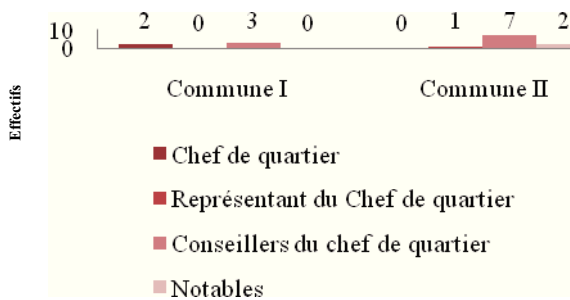 2 0 3 0 0 1 7 2
10
0
Effectifs
Commune I Commune II
Chef de quartier
Représentant du Chef de quartier
Conseillers du chef de quartier
Notables